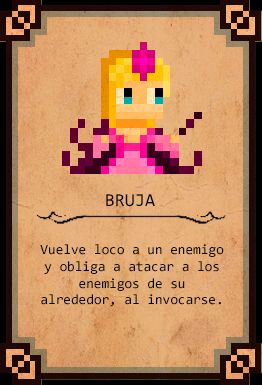 BRUJA
Vuelve loco a un enemigo
y obliga a atacar a los
enemigos de su
alrededor, al invocarse.